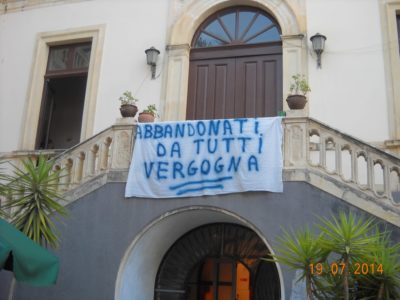 ABBANDONATI
DA TUTTI
VERGOGNA
19 07 2014